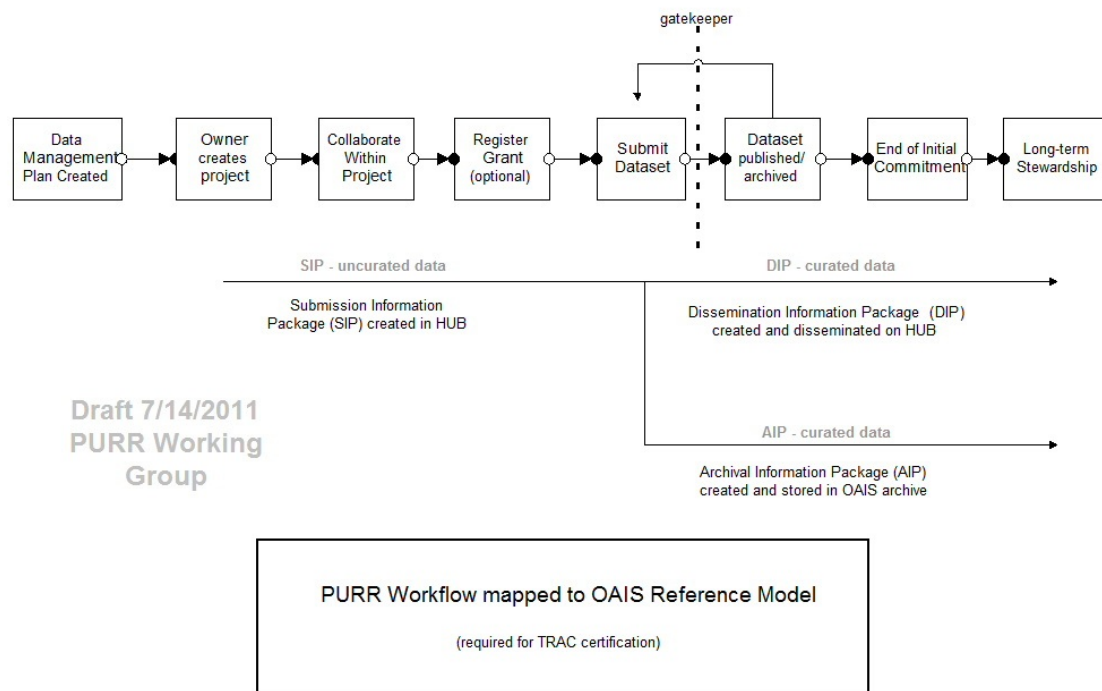 gatekeeper
Data
Management
Plan Created
Owner
creates
project
Collaborate
Within
Project
Register
Grant
(optional)
Submit
Dataset
Dataset
published/
archived
End of Initial
Commitment
Long-term
Stewardship
SIP - uncurated data
Submission Information
Package (SIP) created in HUB
DIP - curated data
Dissemination Information Package (DIP)
created and disseminated on HUB
Draft 7/14/2011
PURR Working
Group
AIP - curated data
Archival Information Package (AIP)
created and stored in OAIS archive
PURR Workflow mapped to OAIS Reference Model
(required for TRAC certification)